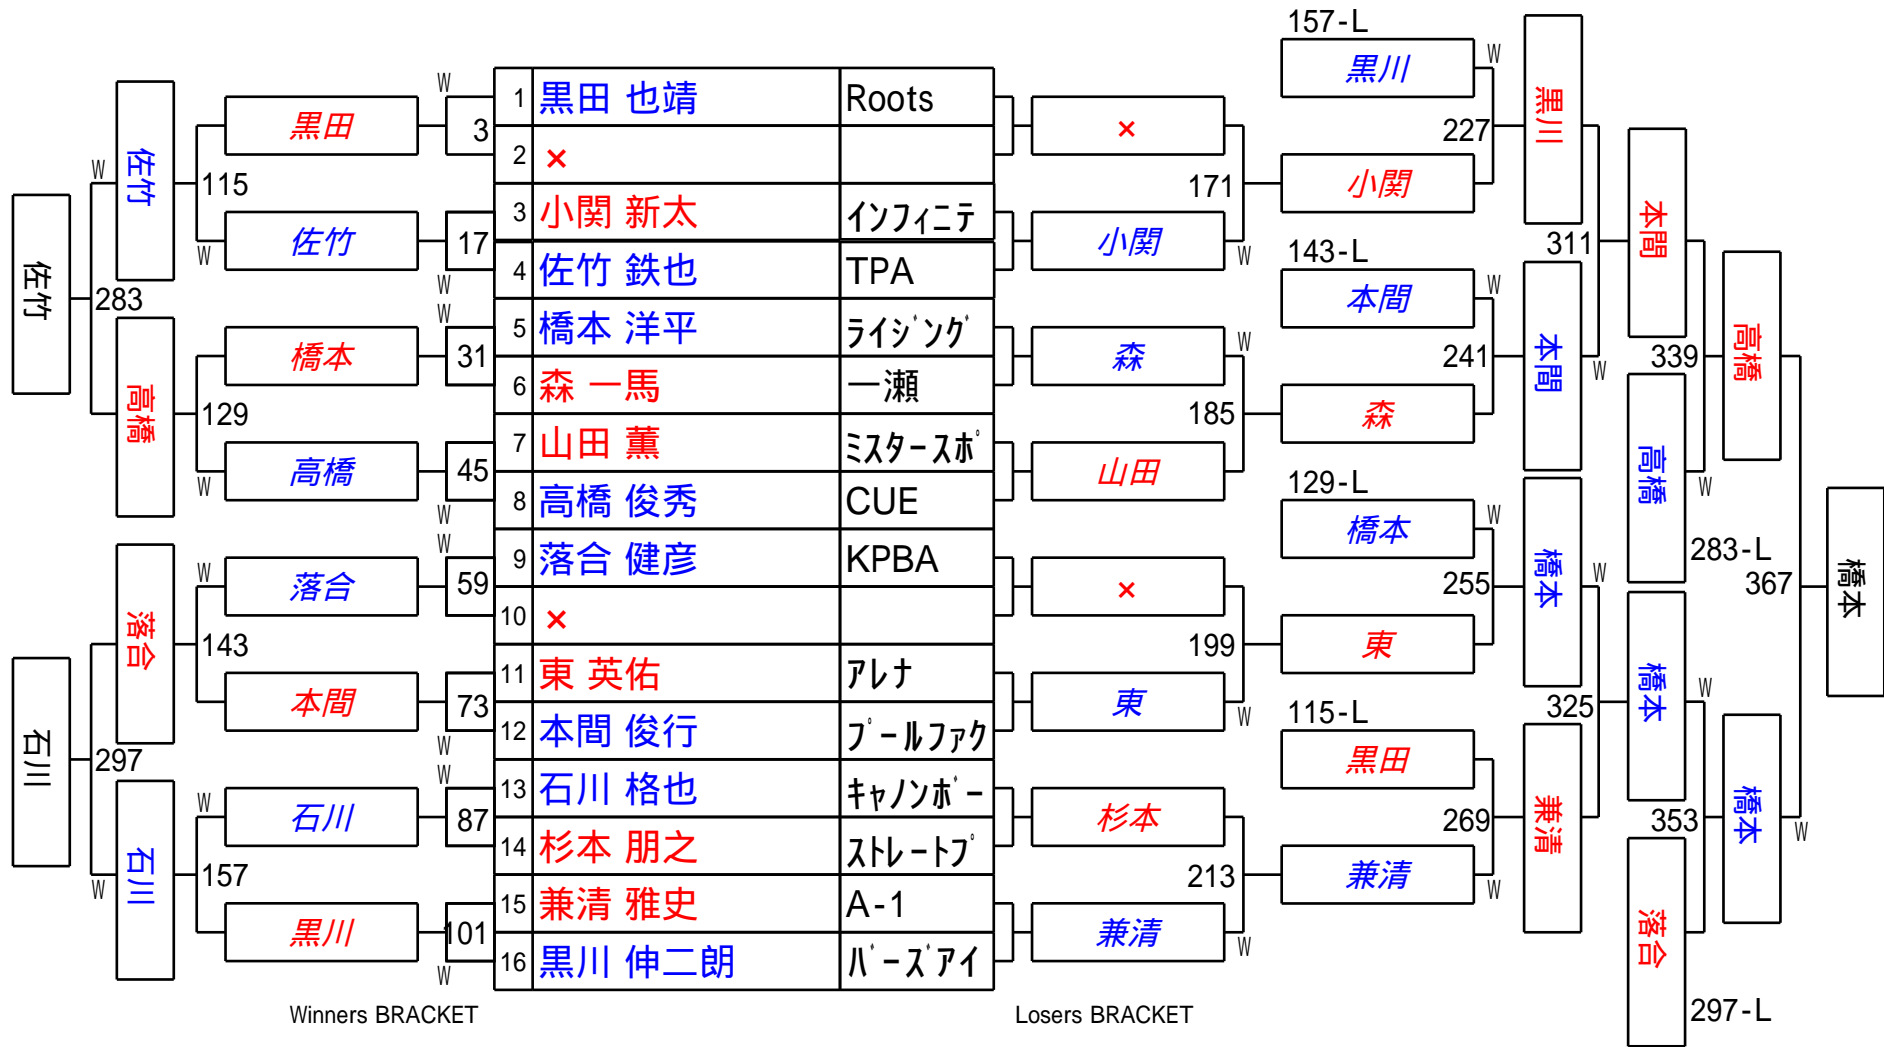 佐竹
283
石川
297
W
佐竹
高橋
W
落合
石川
W
115
W
129
W
W
143
W
157
黒田
佐竹
橋本
高橋
落合
本間
石川
黒川
W
3
17
W
W
31
45
W
W
59
73
W
W
87
101
W
1 黒田 也靖 Roots
2 ×
3 小関 新太 インフィニテ
4 佐竹 鉄也 TPA
5 橋本 洋平 ライジング
6 森 一馬 一瀬
7 山田 薫 ミスタースポ
8 高橋 俊秀 CUE
9 落合 健彦 KPBA
10 ×
11 東 英佑 アレナ
12 本間 俊行 プールファク
13 石川 格也 キャノンボー
14 杉本 朋之 ストレートプ
15 兼清 雅史 A-1
16 黒川 伸二朗 バーズアイ
×
小関
森
山田
×
東
杉本
兼清
171
W
W
185
199
W
213
W
157-L
黒川
小関
143-L
本間
森
129-L
橋本
東
115-L
黒田
兼清
W
227
W
241
W
255
269
W
黒川
本間
橋本
兼清
311
W
W
325
本間
高橋
283-L
橋本
落合
297-L
339
W
W
353
高橋
橋本
367
W
橋本
Winners BRACKET
Losers BRACKET